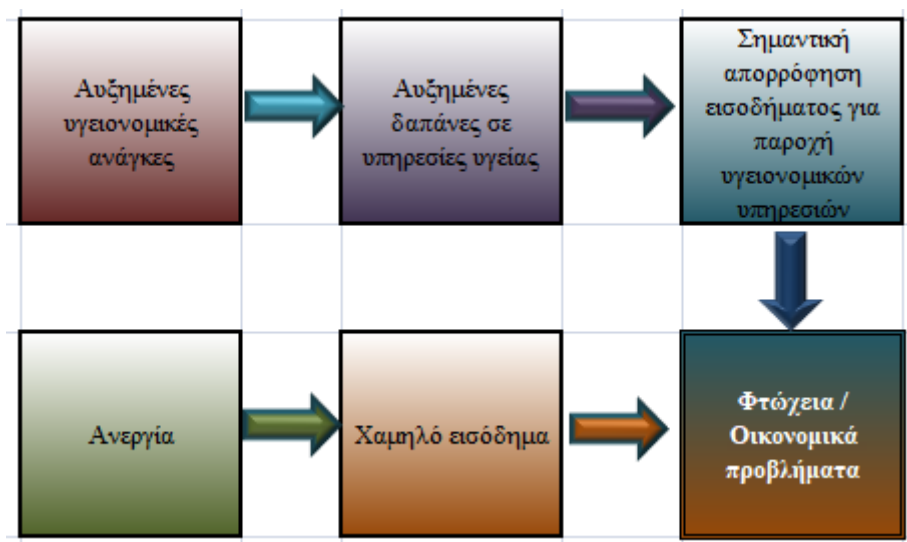 Αυξημένες
υγειονομικές
ανάγκες
Αυξημένες
δαπάνες σε
υπηρεσίες υγείας
Σημαντική
απορρόφηση
εισοδήματος για
παροχή
υγειονομικών
υπηρεσιών
Ανεργία
Χαμηλό εισόδημα
Φτώχεια /
Οικονομικά
προβλήματα